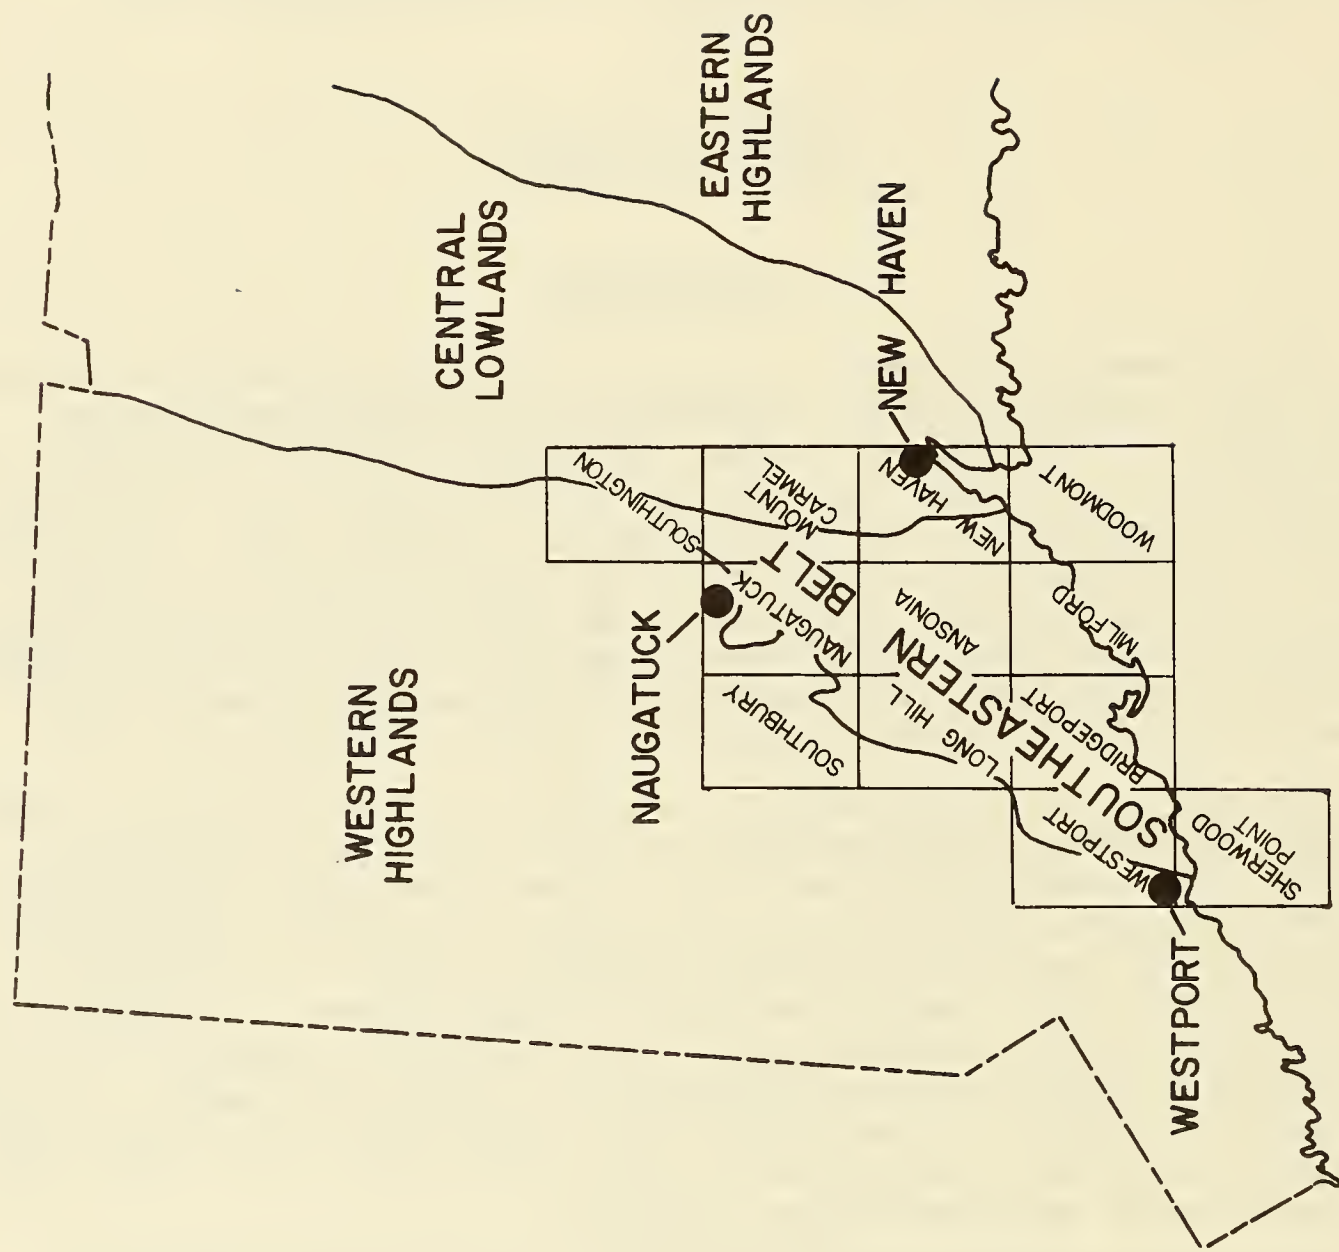 WESTERN
HIGHLANDS
CENTRAL
LOWLANDS
EASTERN
HIGHLANDS
NAUGATUCK
NEW HAVEN
WESTPORT
SOUTHEASTERN
BELT
SOUTHINGTON
SOUTHBURY
NAUGATUCK
MOUNT
CARMEL
LONG HILL
ANSONIA
NEW HAVEN
WESTPORT
BRIDGEPORT
MILFORD
WOODMONT
SHERWOOD
POINT